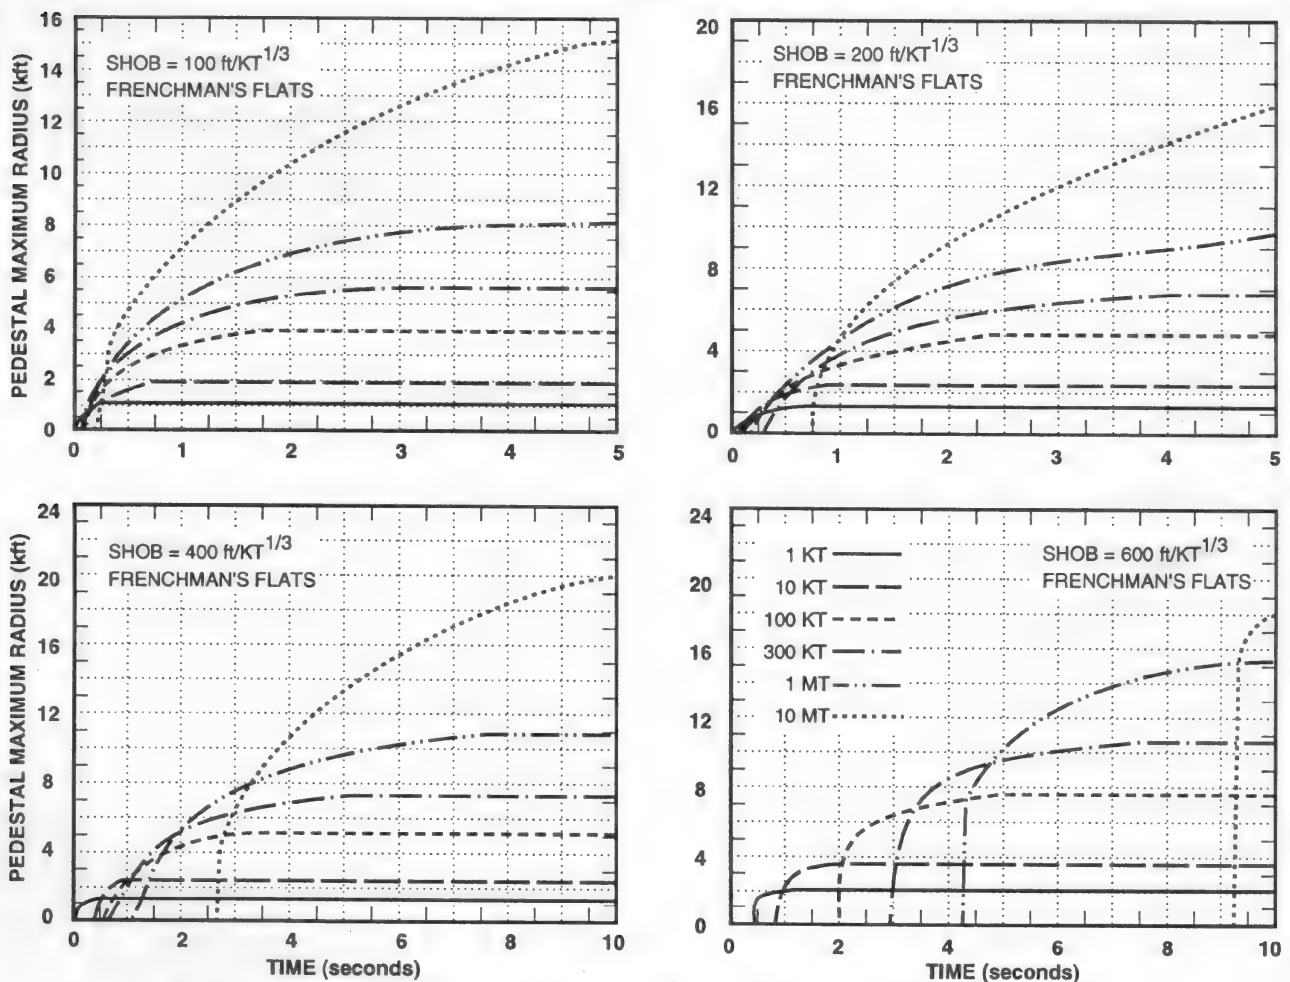 PEDESTAL MAXIMUM RADIUS (kft)
16
14
12
10
8
6
4
2
0
SHOB = 100 ft/KT1/3
FRENCHMAN'S FLATS
0 1 2 3 4 5
20
16
12
8
4
0
SHOB = 200 ft/KT1/3
FRENCHMAN'S FLATS
0 1 2 3 4 5
PEDESTAL MAXIMUM RADIUS (kft)
24
20
16
12
8
4
0
SHOB = 400 ft/KT1/3
FRENCHMAN'S FLATS
0 2 4 6 8 10
TIME (seconds)
24
20
16
12
8
4
0
1 KT
10 KT
100 KT
300 KT
1 MT
10 MT
SHOB = 600 ft/KT1/3
FRENCHMAN'S FLATS
0 2 4 6 8 10
TIME (seconds)